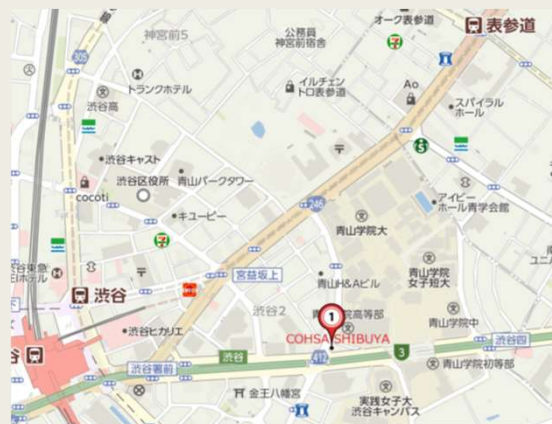 神宮前5
公務員
神宮前宿舎
オーク表参道
表参道
305
トランクホテル
渋谷高
イルチェン
トロ表参道
Ao
スパイラル
ホール
渋谷キャスト
渋谷区役所
青山パークタワー
cocoti
キユーピー
246
青山学院大
アイビー
ホール青学会館
宮益坂上
青山H&Aビル
青山学院
女子短大
渋谷
渋谷2
1
COHSA SHIBUYA
青山学院中
渋谷ヒカリエ
渋谷
412
3
渋谷四
渋谷署前
青山学院初等部
金王八幡宮
実践女子大
渋谷キャンパス